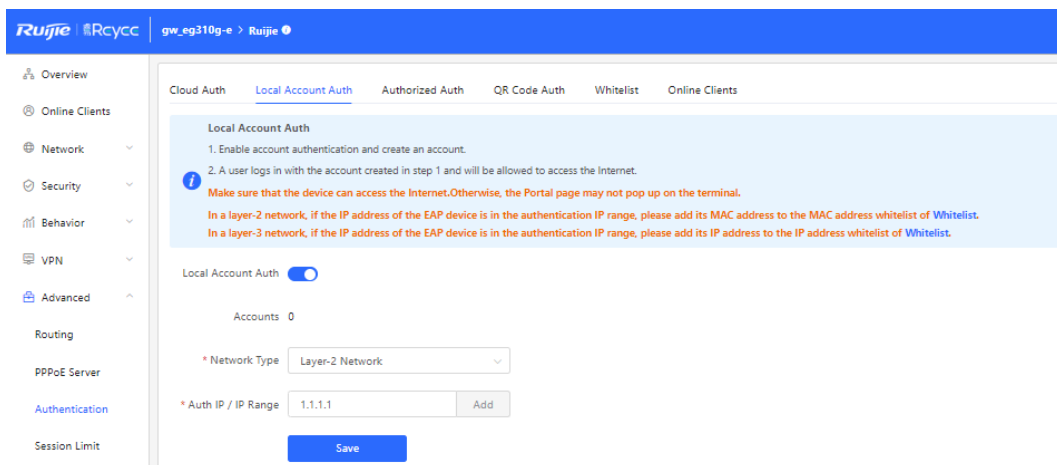 Ruijie Rcycc gw_eg310g-e > Ruijie
Overview
Online Clients
Network
Security
Behavior
VPN
Advanced
Routing
PPPoE Server
Authentication
Session Limit
Cloud Auth Local Account Auth Authorized Auth QR Code Auth Whitelist Online Clients
Local Account Auth
1. Enable account authentication and create an account.
2. A user logs in with the account created in step 1 and will be allowed to access the Internet.
Make sure that the device can access the Internet.Otherwise, the Portal page may not pop up on the terminal.
In a layer-2 network, if the IP address of the EAP device is in the authentication IP range, please add its MAC address to the MAC address whitelist of Whitelist.
In a layer-3 network, if the IP address of the EAP device is in the authentication IP range, please add its IP address to the IP address whitelist of Whitelist.
Local Account Auth
Accounts 0
* Network Type Layer-2 Network
* Auth IP / IP Range 1.1.1.1 Add
Save